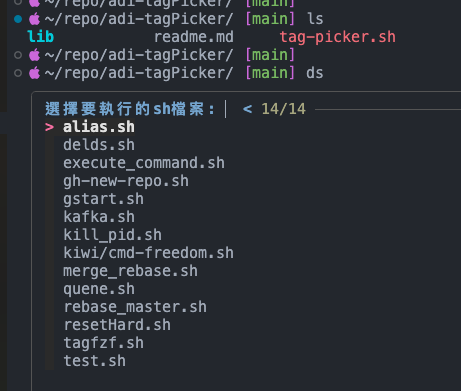 ~/repo/adi-tagPicker/ [main]
~/repo/adi-tagPicker/ [main] ls
lib readme.md tag-picker.sh
~/repo/adi-tagPicker/ [main]
~/repo/adi-tagPicker/ [main] ds
選擇要執行的sh檔案: < 14/14
> alias.sh
delds.sh
execute_command.sh
gh-new-repo.sh
gstart.sh
kafka.sh
kill_pid.sh
kiwi/cmd-freedom.sh
merge_rebase.sh
quene.sh
rebase_master.sh
resetHard.sh
tagfzf.sh
test.sh